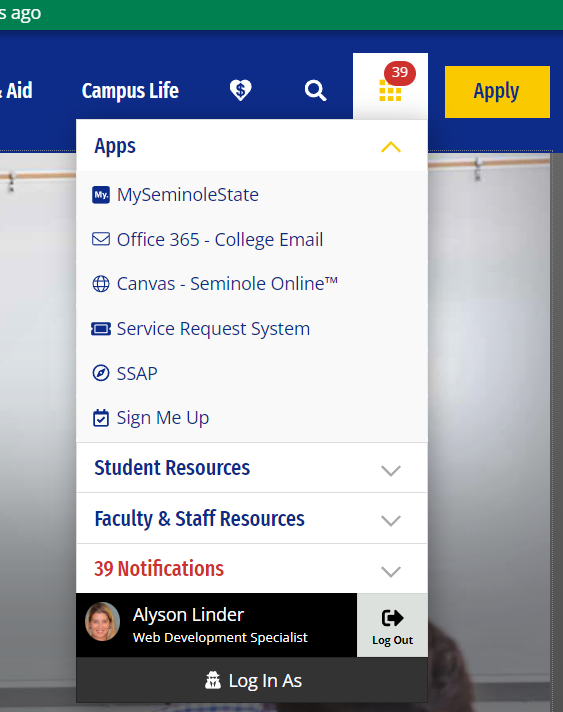 s ago
Aid
Campus Life
$
39
Apply
Apps
My. MySeminoleState
Office 365 - College Email
Canvas - Seminole Online™
Service Request System
SSAP
Sign Me Up
Student Resources
Faculty & Staff Resources
39 Notifications
Alyson Linder
Web Development Specialist
Log Out
Log In As